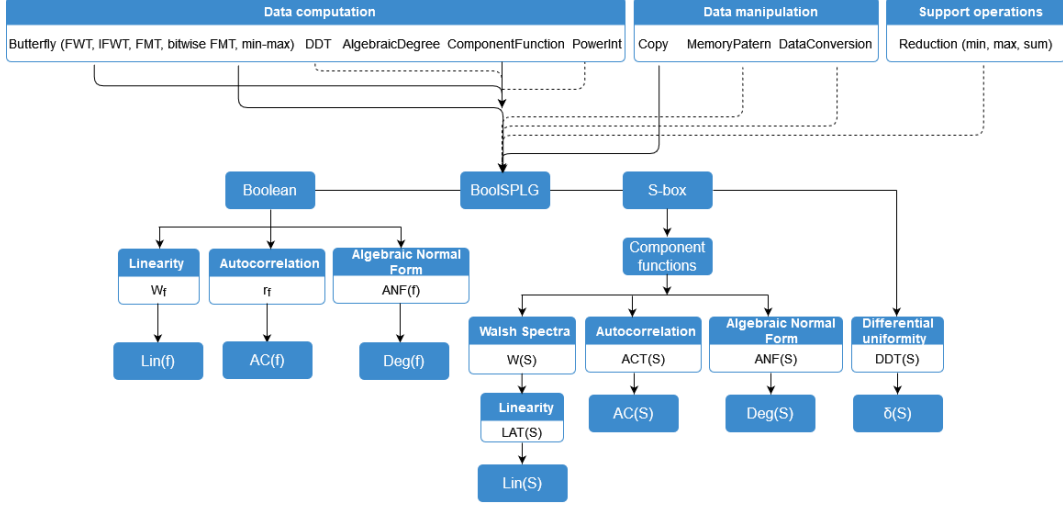 Data computation
Data manipulation
Support operations
Butterfly (FWT, IFWT, FMT, bitwise FMT, min-max) DDT AlgebraicDegree ComponentFunction PowerInt
Copy MemoryPatern DataConversion
Reduction (min, max, sum)
Boolean
BoolSPLG
S-box
Linearity
Wf
Autocorrelation
rf
Algebraic Normal
Form
ANF(f)
Component
functions
Lin(f)
AC(f)
Deg(f)
Walsh Spectra
W(S)
Autocorrelation
ACT(S)
Algebraic Normal
Form
ANF(S)
Differential
uniformity
DDT(S)
Linearity
LAT(S)
AC(S)
Deg(S)
δ(S)
Lin(S)